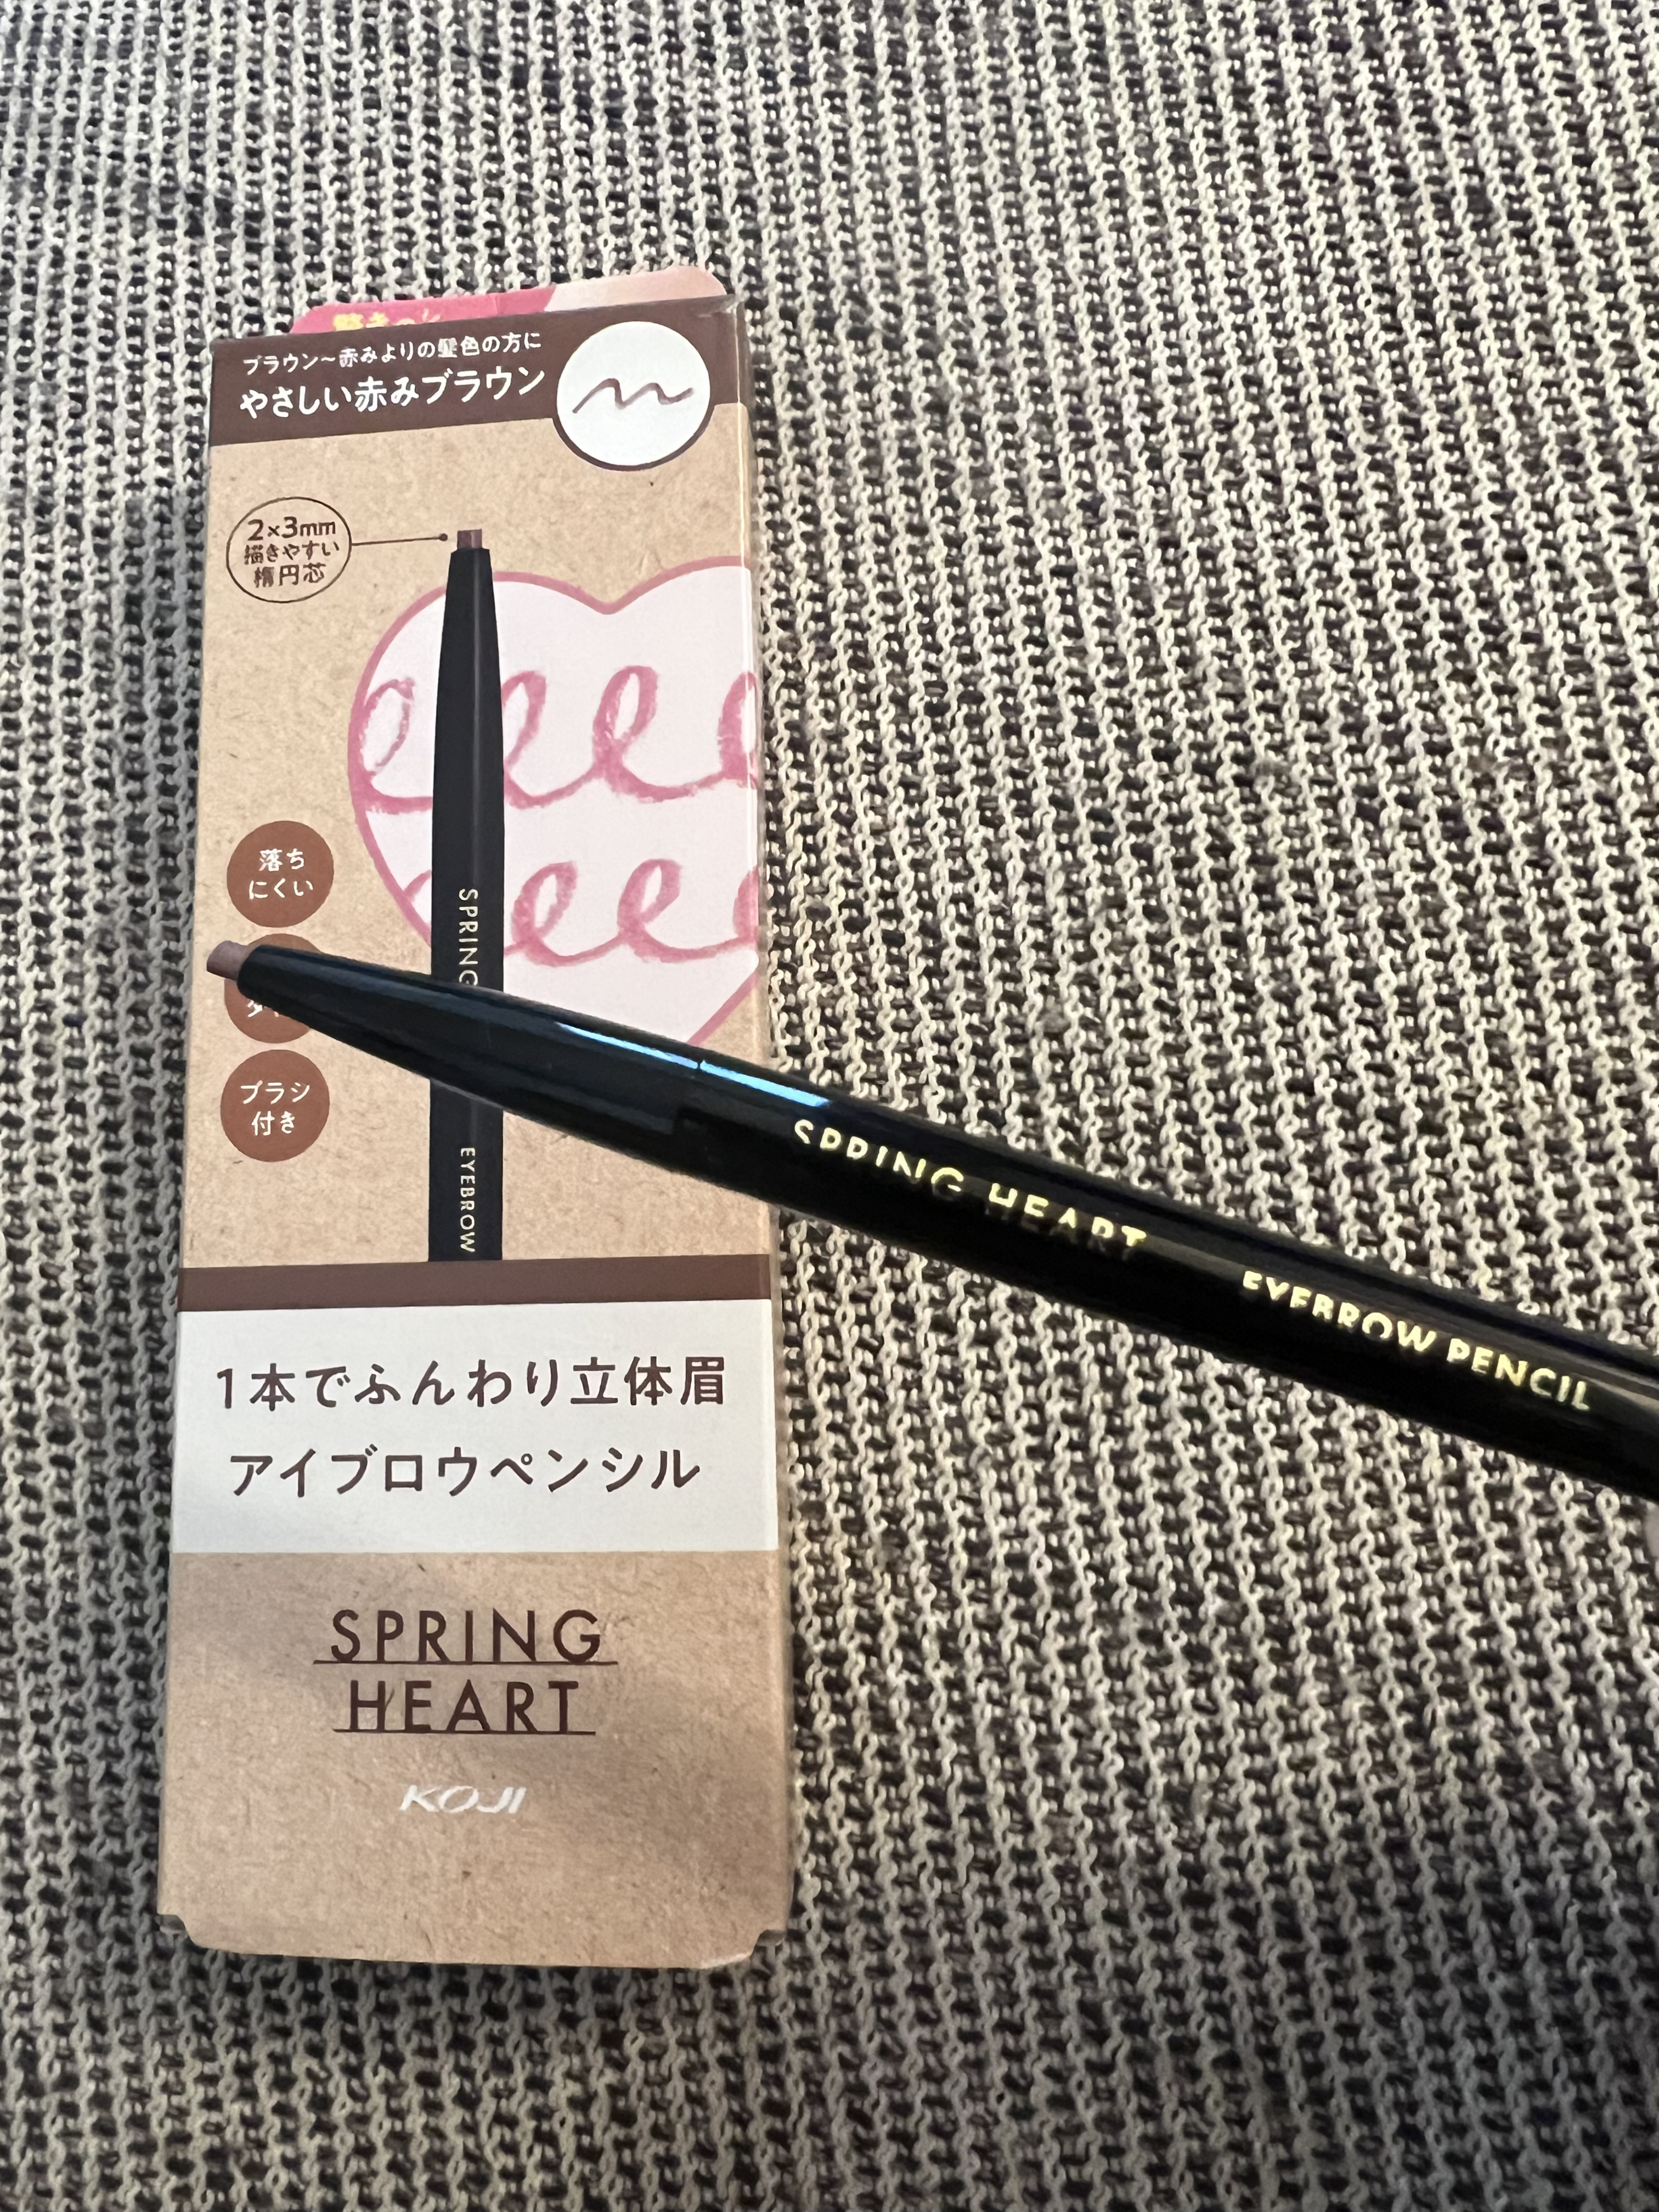 ブラウン～赤みよりの髪色の方に
やさしい赤みブラウン
2×3mm
描きやすい
楕円芯
落ち
にくい
ブラシ
付き
SPRING
EYEBROW
SPRING HEART
EYEBROW PENCIL
1本でふんわり立体眉
アイブロウペンシル
SPRING
HEART
KOJI